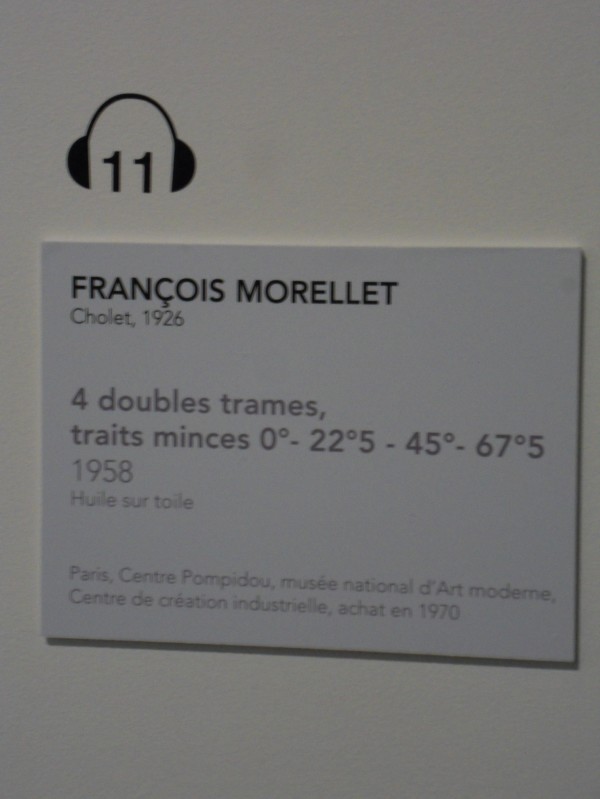 11
FRANÇOIS MORELLET
Cholet, 1926
4 doubles trames,
traits minces 0°- 22°5 - 45°- 67°5
1958
Huile sur toile
Paris, Centre Pompidou, musée national d'Art moderne,
Centre de création industrielle, achat en 1970